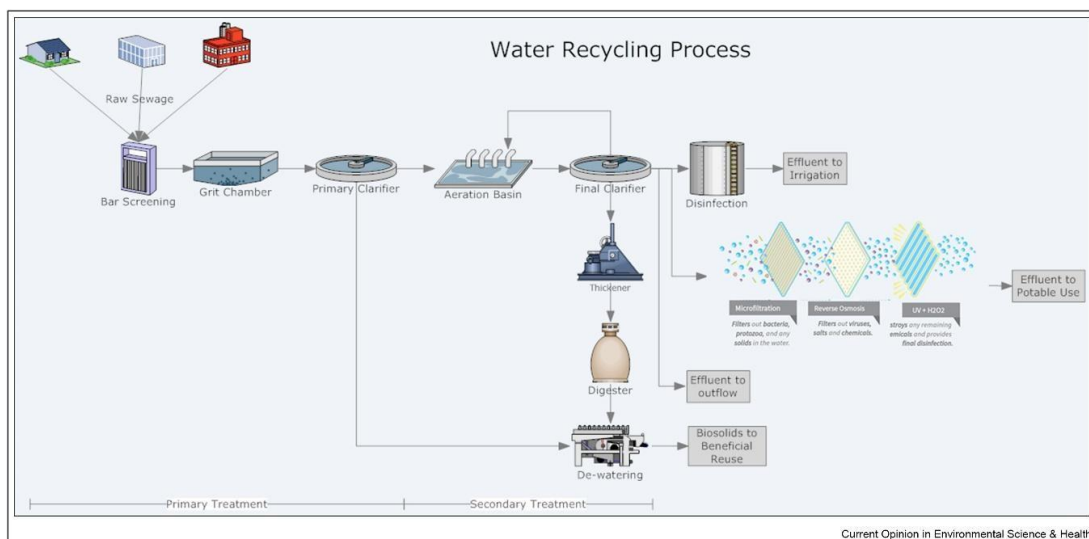 Water Recycling Process
Raw Sewage
Bar Screening
Grit Chamber
Primary Clarifier
Aeration Basin
Final Clarifier
Disinfection
Effluent to
Irrigation
Thickener
Microfiltration
Filters out bacteria,
protozoa, and any
solids in the water.
Reverse Osmosis
Filters out viruses,
salts and chemicals.
UV + H2O2
strays any remaining
emicals and provides
final disinfection.
Effluent to
Potable Use
Digester
Effluent to
outflow
De-watering
Biosolids to
Beneficial
Reuse
Primary Treatment
Secondary Treatment
Current Opinion in Environmental Science & Health